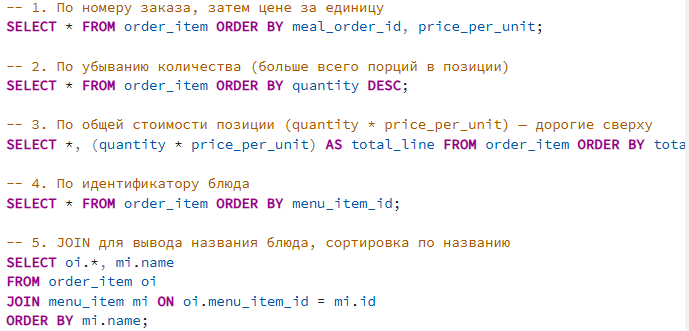 -- 1. По номеру заказа, затем цене за единицу
SELECT * FROM order_item ORDER BY meal_order_id, price_per_unit;
-- 2. По убыванию количества (больше всего порций в позиции)
SELECT * FROM order_item ORDER BY quantity DESC;
-- 3. По общей стоимости позиции (quantity * price_per_unit) — дорогие сверху
SELECT *, (quantity * price_per_unit) AS total_line FROM order_item ORDER BY tota
-- 4. По идентификатору блюда
SELECT * FROM order_item ORDER BY menu_item_id;
-- 5. JOIN для вывода названия блюда, сортировка по названию
SELECT oi.*, mi.name
FROM order_item oi
JOIN menu_item mi ON oi.menu_item_id = mi.id
ORDER BY mi.name;